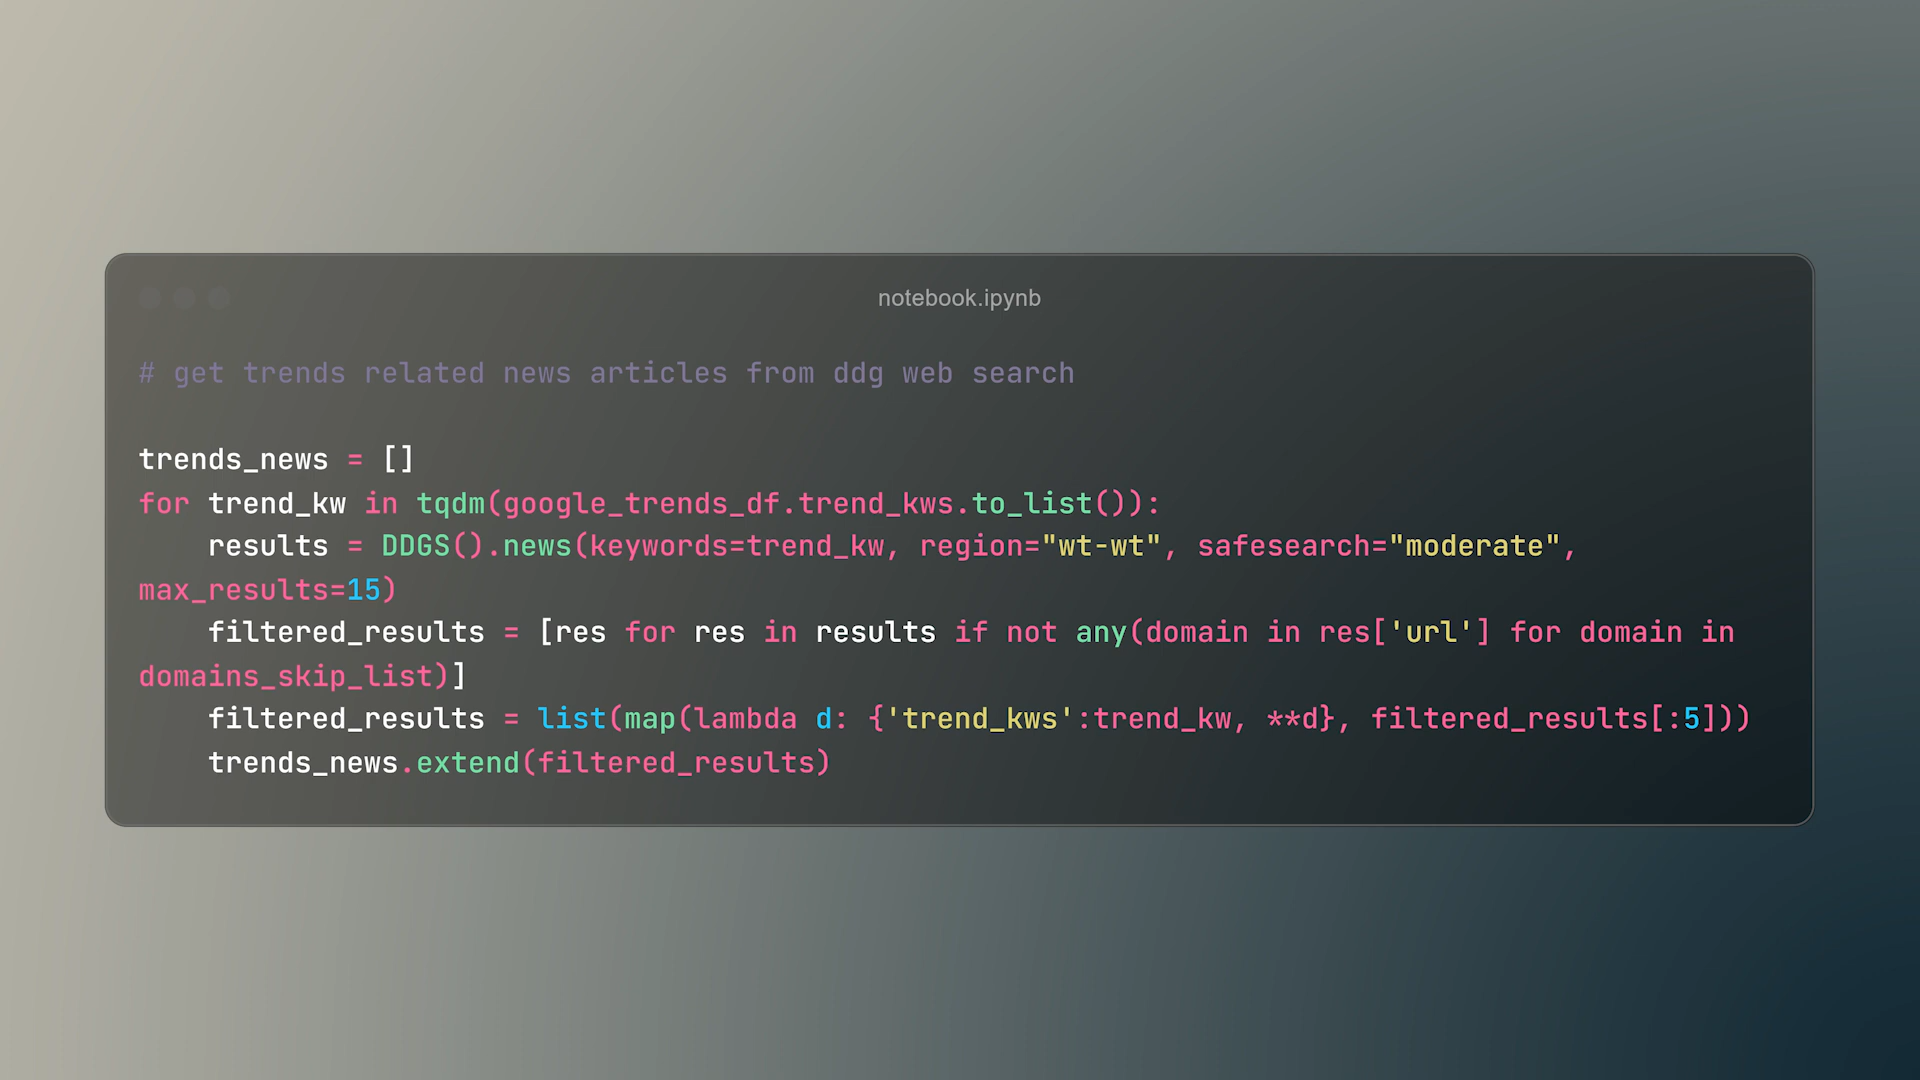 notebook.ipynb
# get trends related news articles from ddg web search
trends_news = []
for trend_kw in tqdm(google_trends_df.trend_kws.to_list()):
    results = DDGS().news(keywords=trend_kw, region="wt-wt", safesearch="moderate",
max_results=15)
    filtered_results = [res for res in results if not any(domain in res['url'] for domain in
domains_skip_list)]
    filtered_results = list(map(lambda d: {'trend_kws':trend_kw, **d}, filtered_results[:5]))
    trends_news.extend(filtered_results)